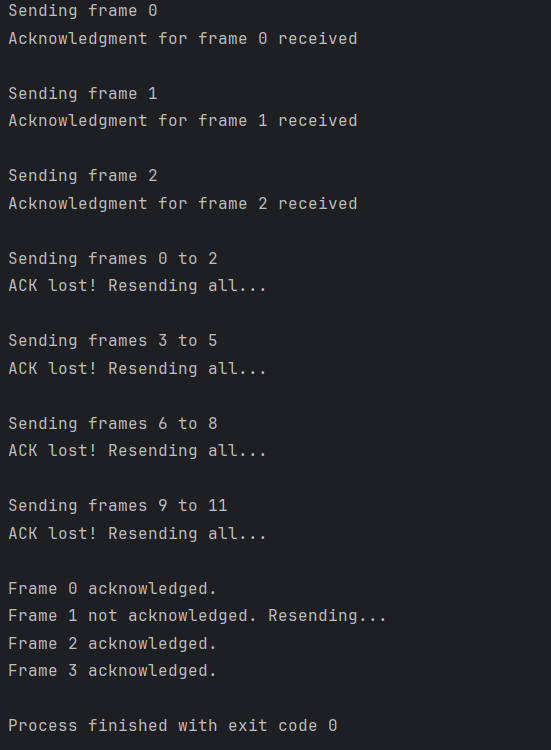 Sending frame 0
Acknowledgment for frame 0 received
Sending frame 1
Acknowledgment for frame 1 received
Sending frame 2
Acknowledgment for frame 2 received
Sending frames 0 to 2
ACK lost! Resending all...
Sending frames 3 to 5
ACK lost! Resending all...
Sending frames 6 to 8
ACK lost! Resending all...
Sending frames 9 to 11
ACK lost! Resending all...
Frame 0 acknowledged.
Frame 1 not acknowledged. Resending...
Frame 2 acknowledged.
Frame 3 acknowledged.
Process finished with exit code 0